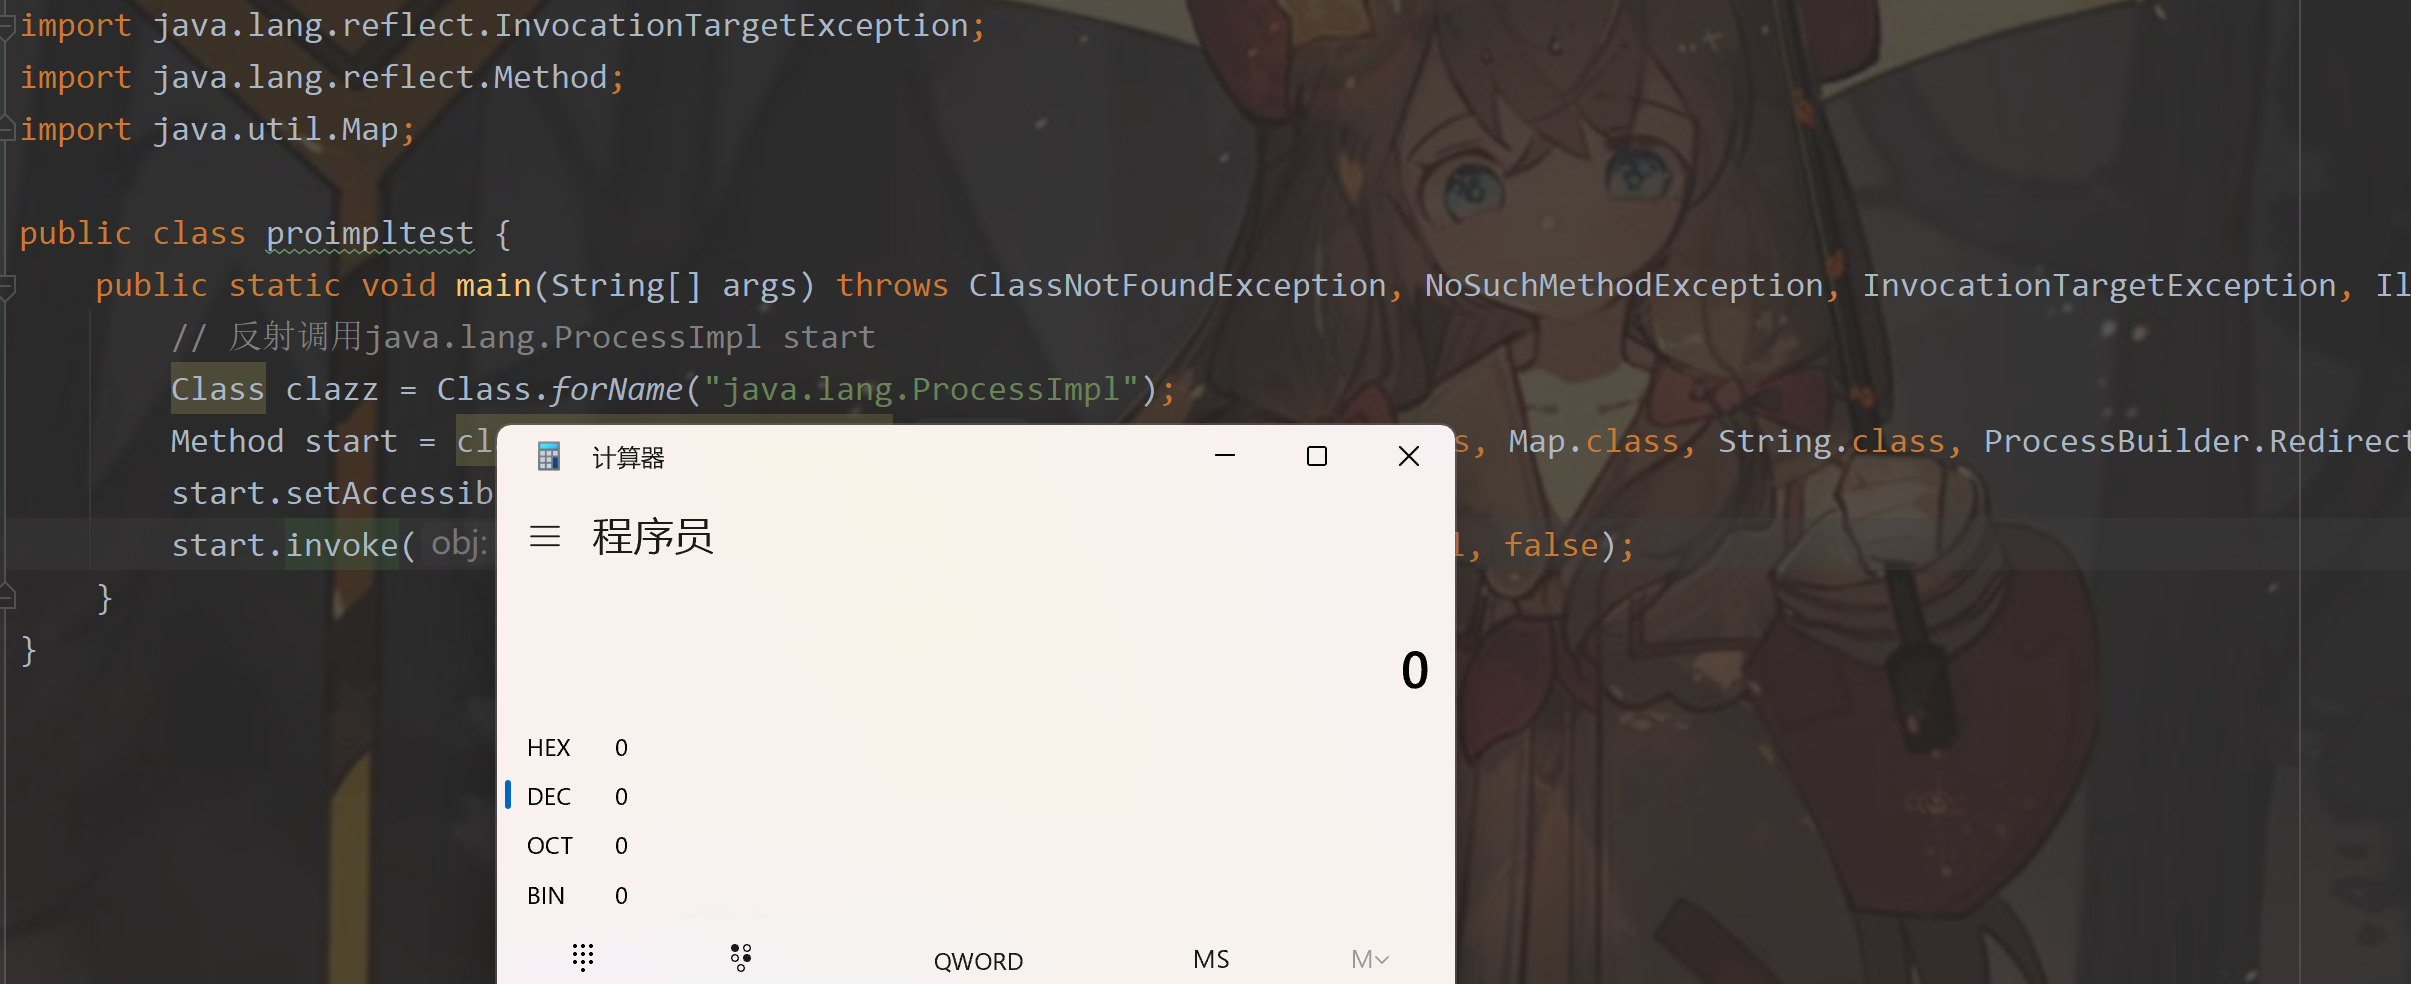 import java.lang.reflect.InvocationTargetException;
import java.lang.reflect.Method;
import java.util.Map;
public class proimpltest {
public static void main(String[] args) throws ClassNotFoundException, NoSuchMethodException, InvocationTargetException, Il
// 反射调用java.lang.ProcessImpl start
Class clazz = Class.forName("java.lang.ProcessImpl");
Method start = cl s, Map.class, String.class, ProcessBuilder.Redirect
start.setAccessib
start.invoke( obj: l, false);
}
}
计算器
程序员
0
HEX 0
DEC 0
OCT 0
BIN 0
QWORD MS M